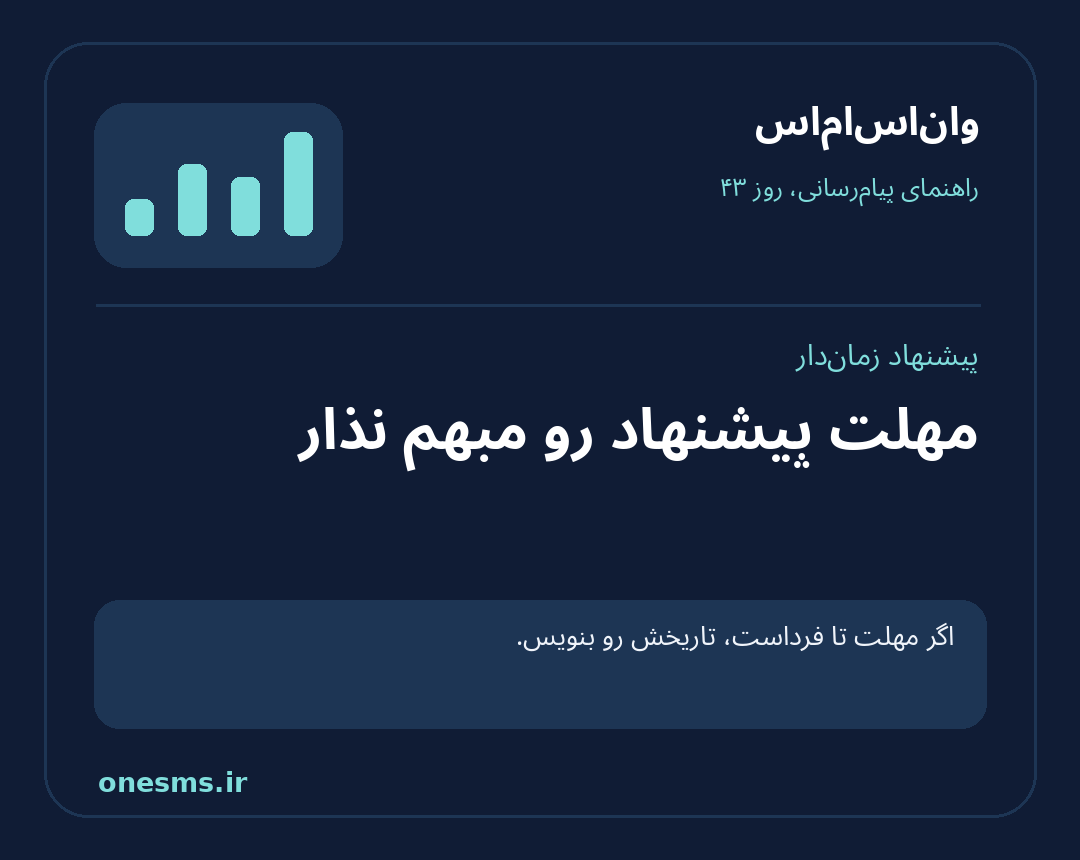 وان‌اس‌ام‌اس
راهنمای پیام‌رسانی، روز ۴۳
پیشنهاد زمان‌دار
مهلت پیشنهاد رو مبهم نذار
اگر مهلت تا فرداست، تاریخش رو بنویس.
onesms.ir